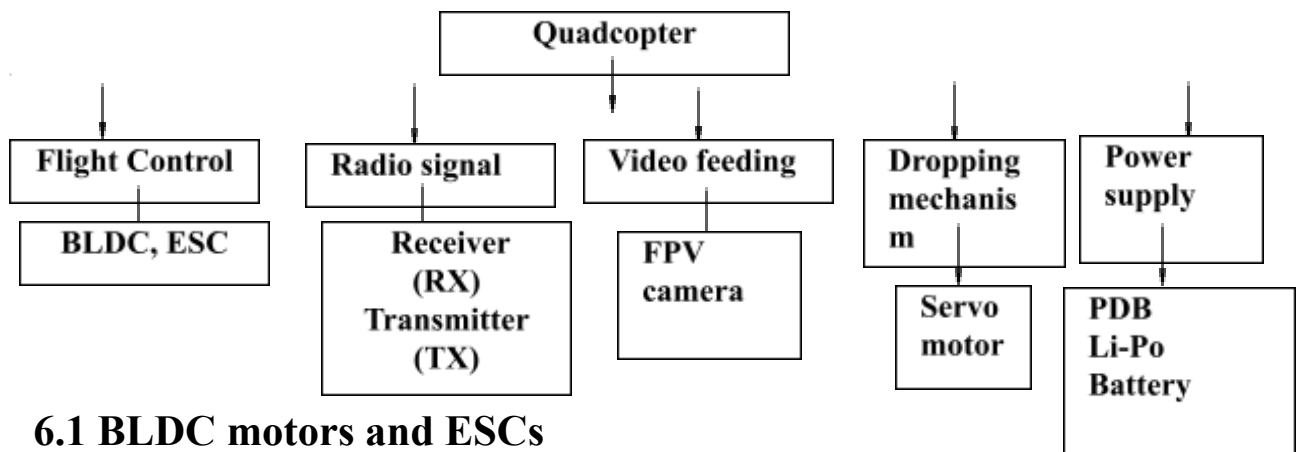 Quadcopter
Flight Control
Radio signal
Video feeding
Dropping
mechanis
m
Power
supply
BLDC, ESC
Receiver
(RX)
Transmitter
(TX)
FPV
camera
Servo
motor
PDB
Li-Po
Battery
6.1 BLDC motors and ESCs